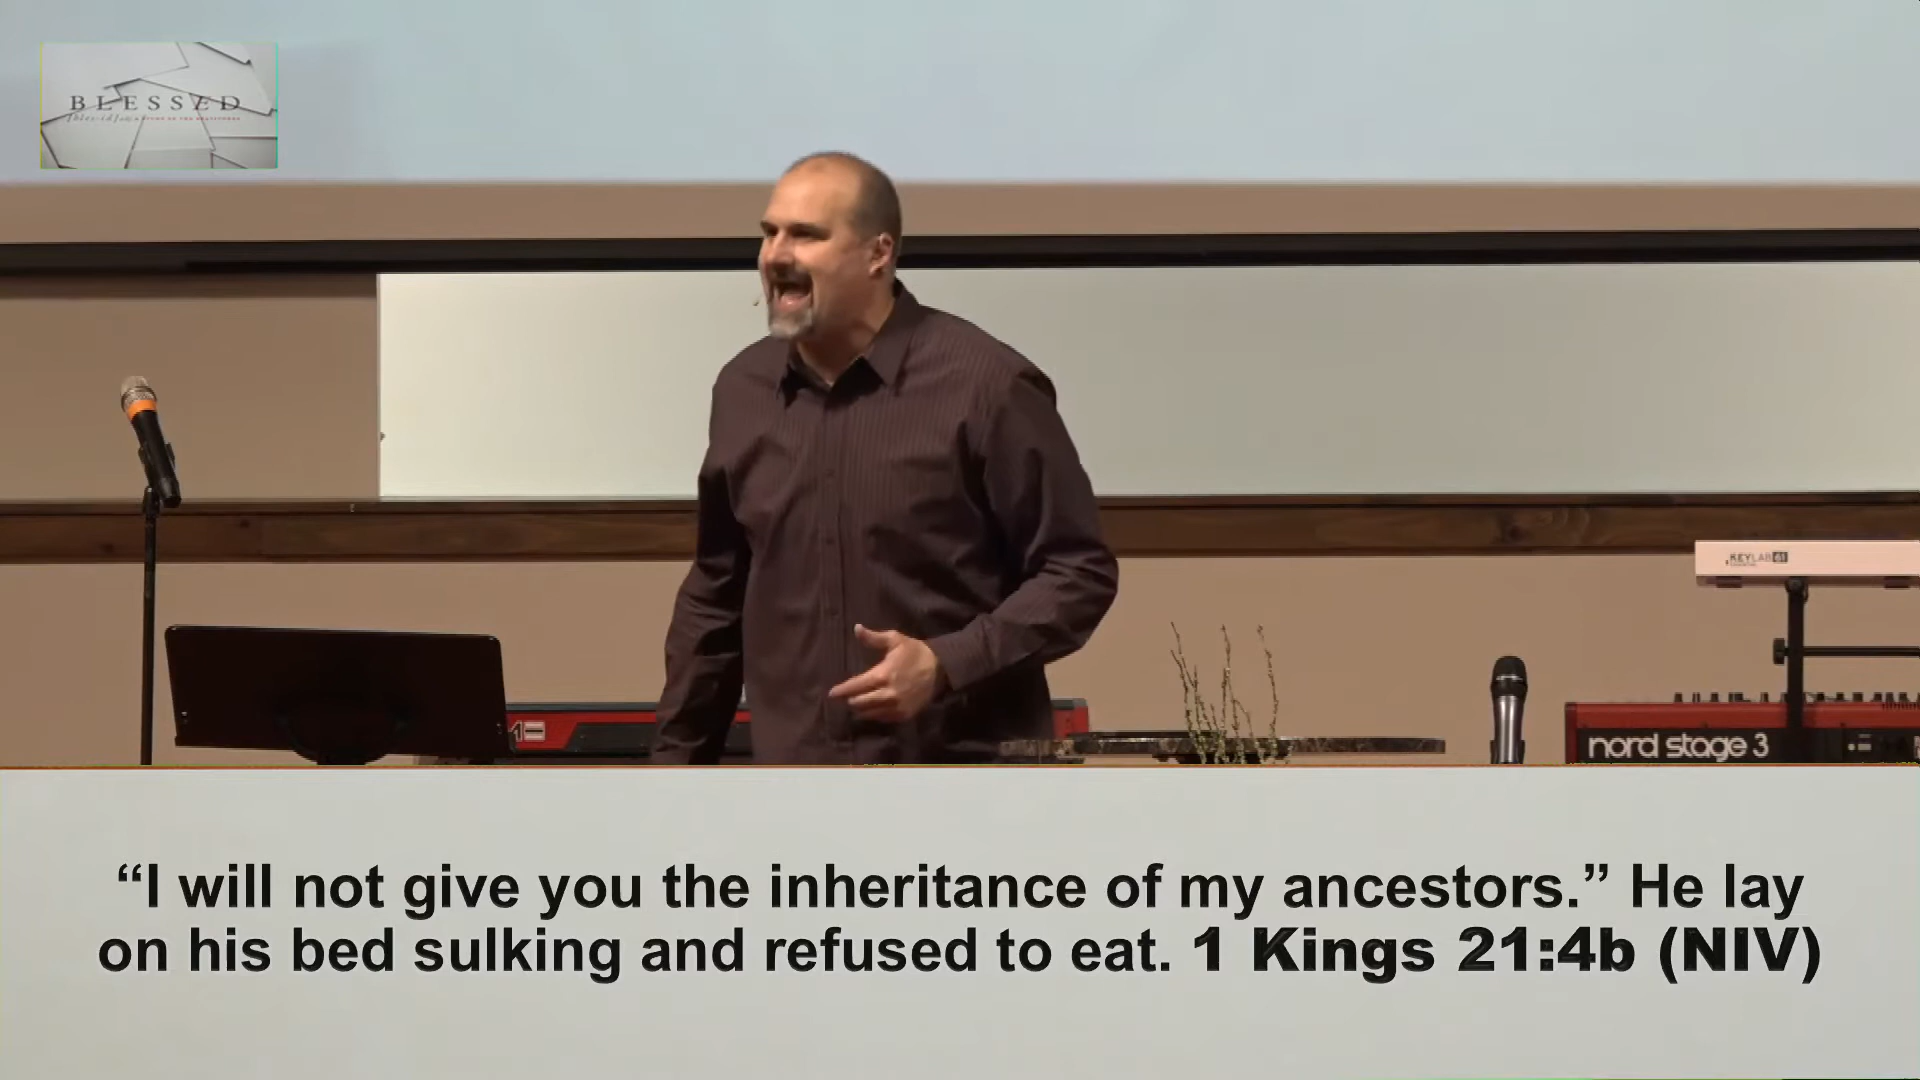 BLESSED
KEYLAB 61
nord stage 3
“I will not give you the inheritance of my ancestors.” He lay
on his bed sulking and refused to eat. 1 Kings 21:4b (NIV)